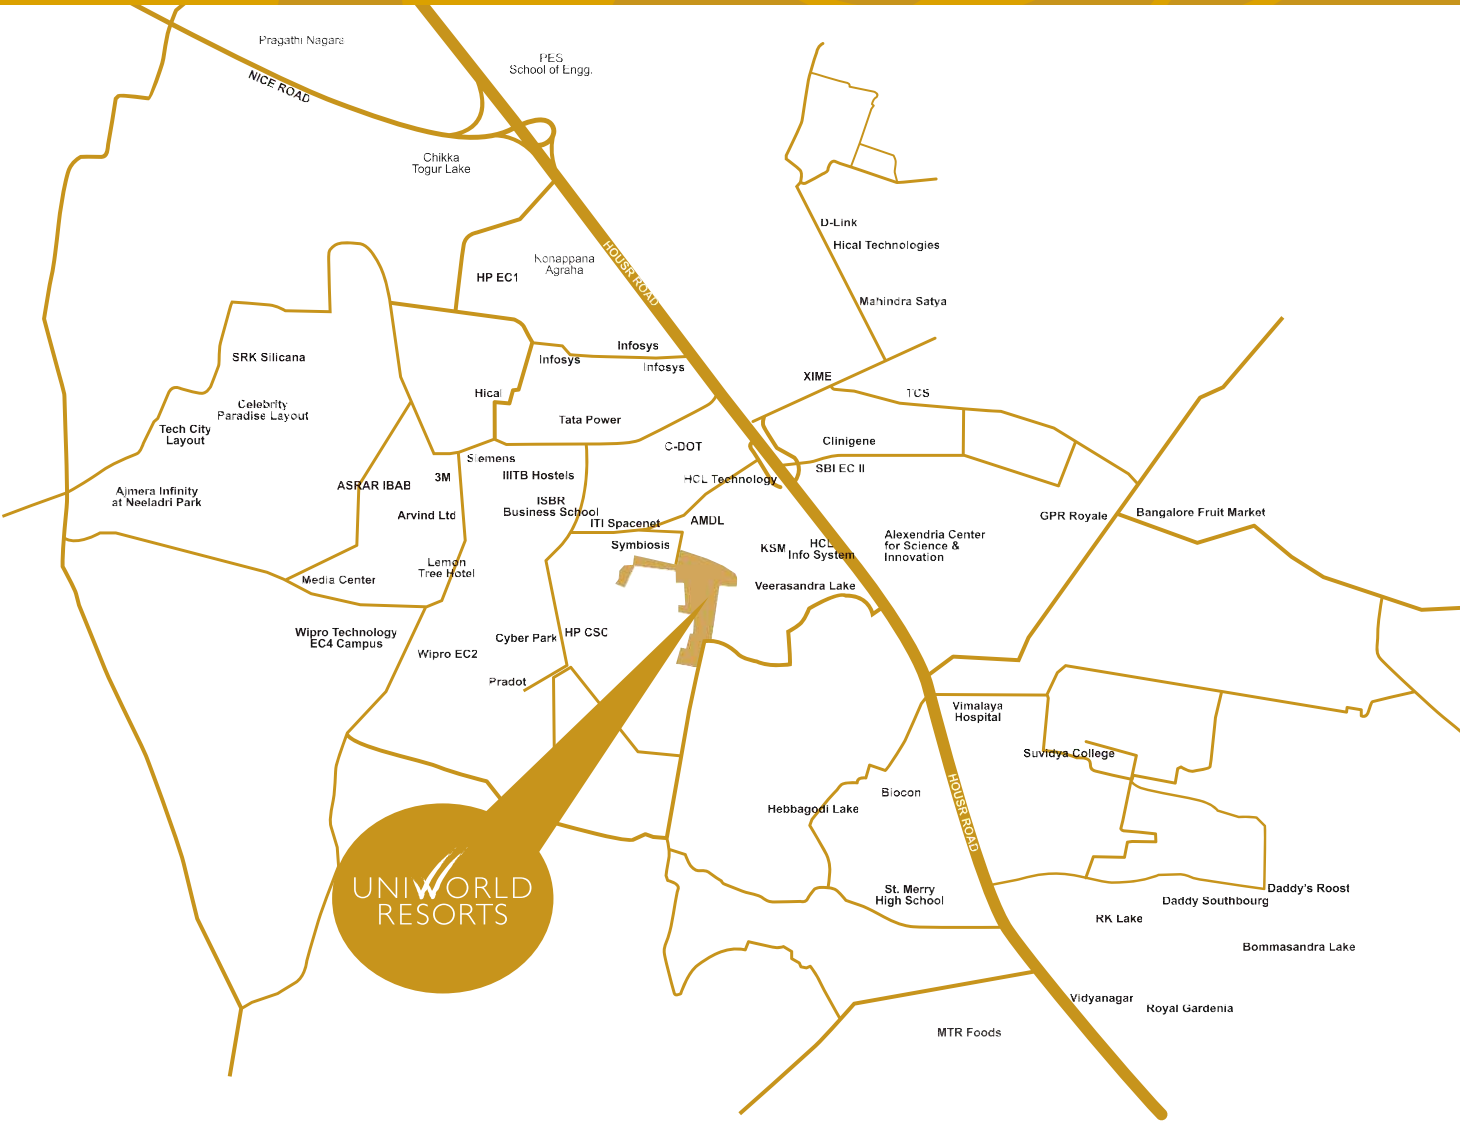 Pragathi Nagara
PES
School of Engg.
NICE ROAD
Chikka
Togur Lake
D-Link
Hical Technologies
HOUSR ROAD
Konappana
Agraha
HP EC1
Mahindra Satya
Infosys
Infosys
Infosys
SRK Silicana
XIME
TCS
Hical
Celebrity
Paradise Layout
Tata Power
Tech City
Layout
C-DOT
Clinigene
Siemens
SBI EC II
3M
IIITB Hostels
HCL Technology
ASRAR IBAB
Ajmera Infinity
at Neeladri Park
ISBR
Business School
Arvind Ltd
ITI Spacenet
AMDL
GPR Royale
Bangalore Fruit Market
Symbiosis
KSM
HCL
Info System
Alexendria Center
for Science &
Innovation
Lemon
Tree Hotel
Media Center
Veerasandra Lake
Wipro Technology
EC4 Campus
Cyber Park
HP CSC
Wipro EC2
Pradot
Vimalaya
Hospital
Suvidya College
HOUSR ROAD
Biocon
Hebbagodi Lake
UNIWORLD
RESORTS
St. Merry
High School
Daddy's Roost
Daddy Southbourg
RK Lake
Bommasandra Lake
Vidyanagar
Royal Gardenia
MTR Foods